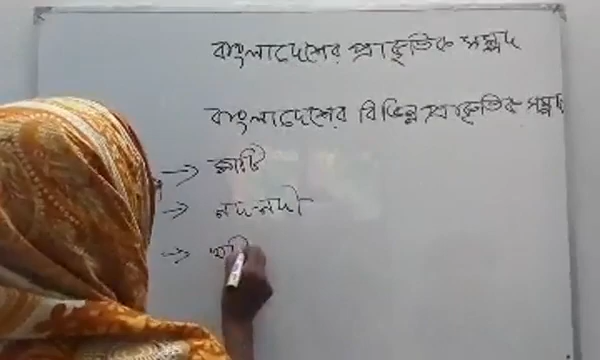 বাংলাদেশের প্রাকৃতিক সম্পদ
বাংলাদেশের বিভিন্ন প্রাকৃতিক সম্পদ
→ মাটি
→ নদ-নদী
→